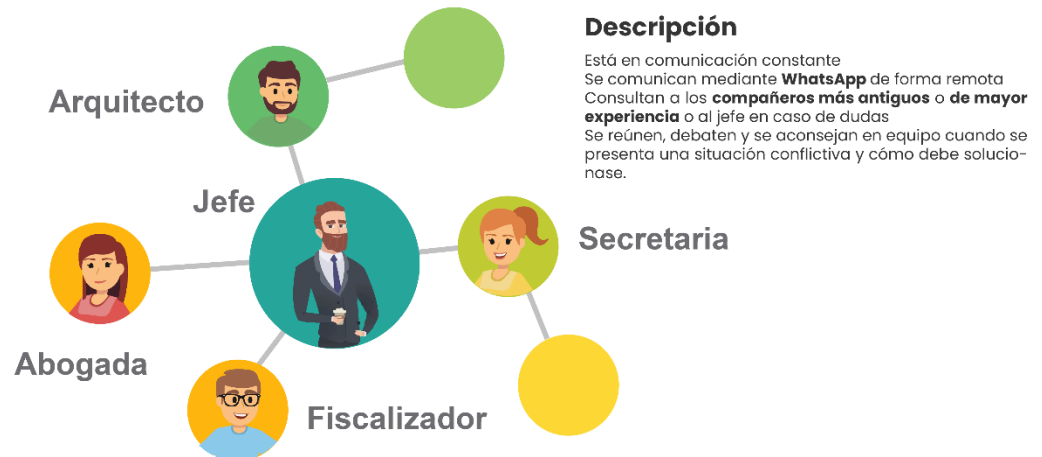 Descripción
Está en comunicación constante
Se comunican mediante WhatsApp de forma remota
Consultan a los compañeros más antiguos o de mayor
experiencia o al jefe en caso de dudas
Se reúnen, debaten y se aconsejan en equipo cuando se
presenta una situación conflictiva y cómo debe solucio-
nase.
Arquitecto
Jefe
Secretaria
Abogada
Fiscalizador